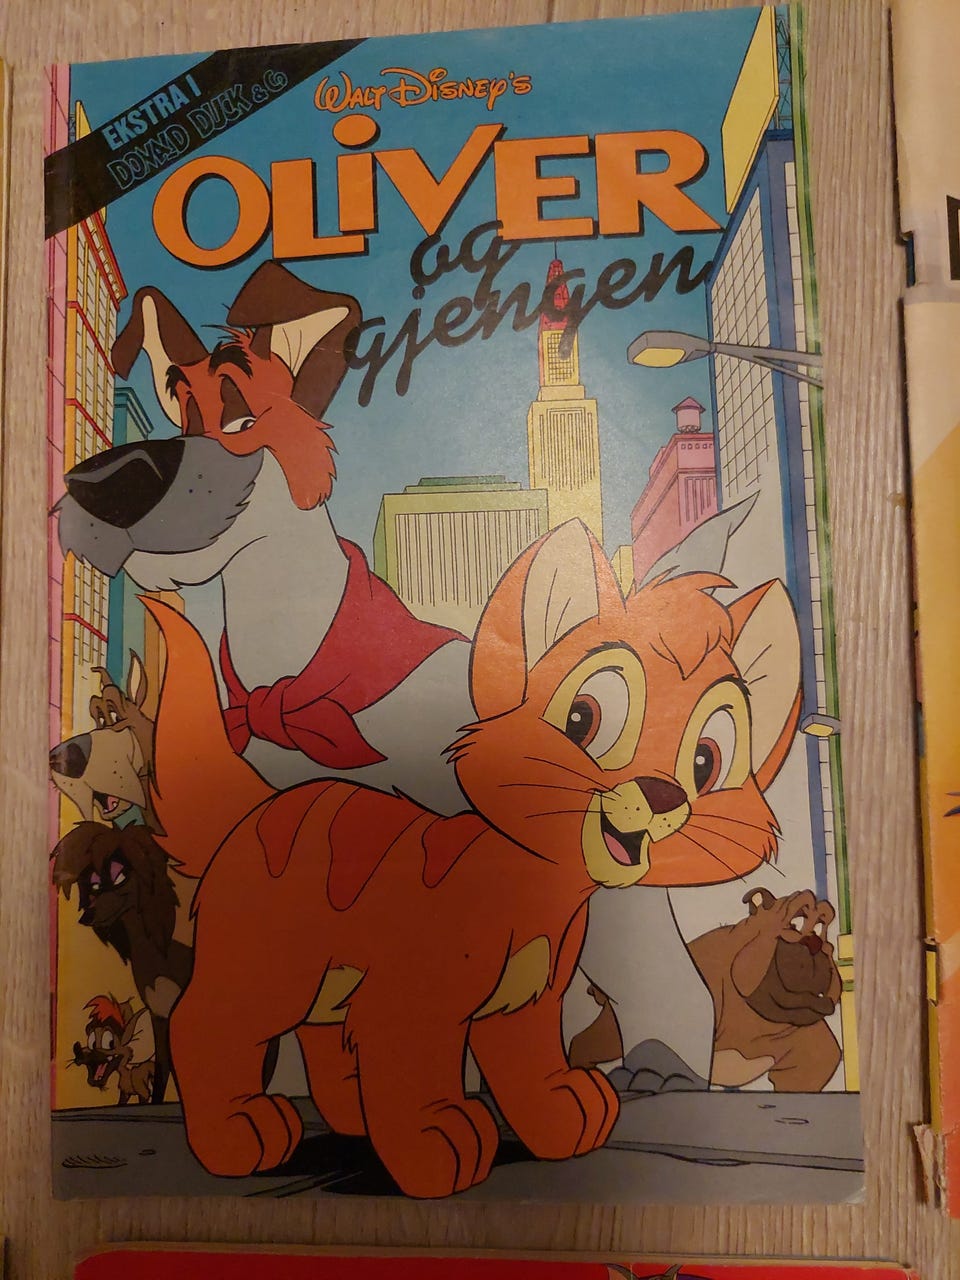 EKSTRA I
DONALD DUCK & CO
WALT DISNEY'S
OLIVER
og
gjengen